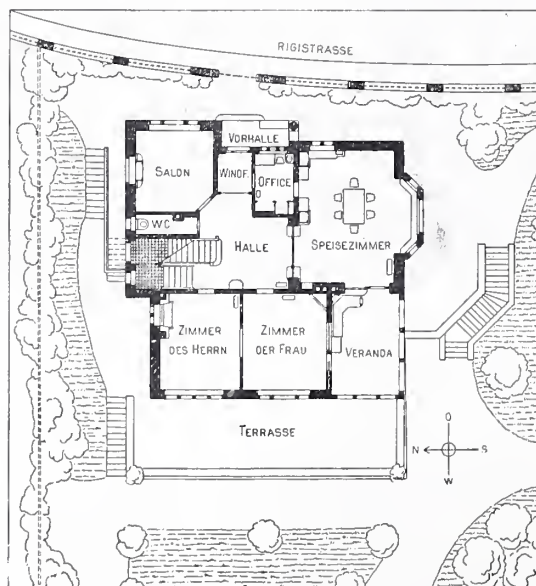 RIGISTRASSE
VORHALLE
SALON
WINDF.
OFFICE
WC
HALLE
SPEISEZIMMER
ZIMMER
DES HERRN
ZIMMER
DER FRAU
VERANDA
TERRASSE
O
N
S
W